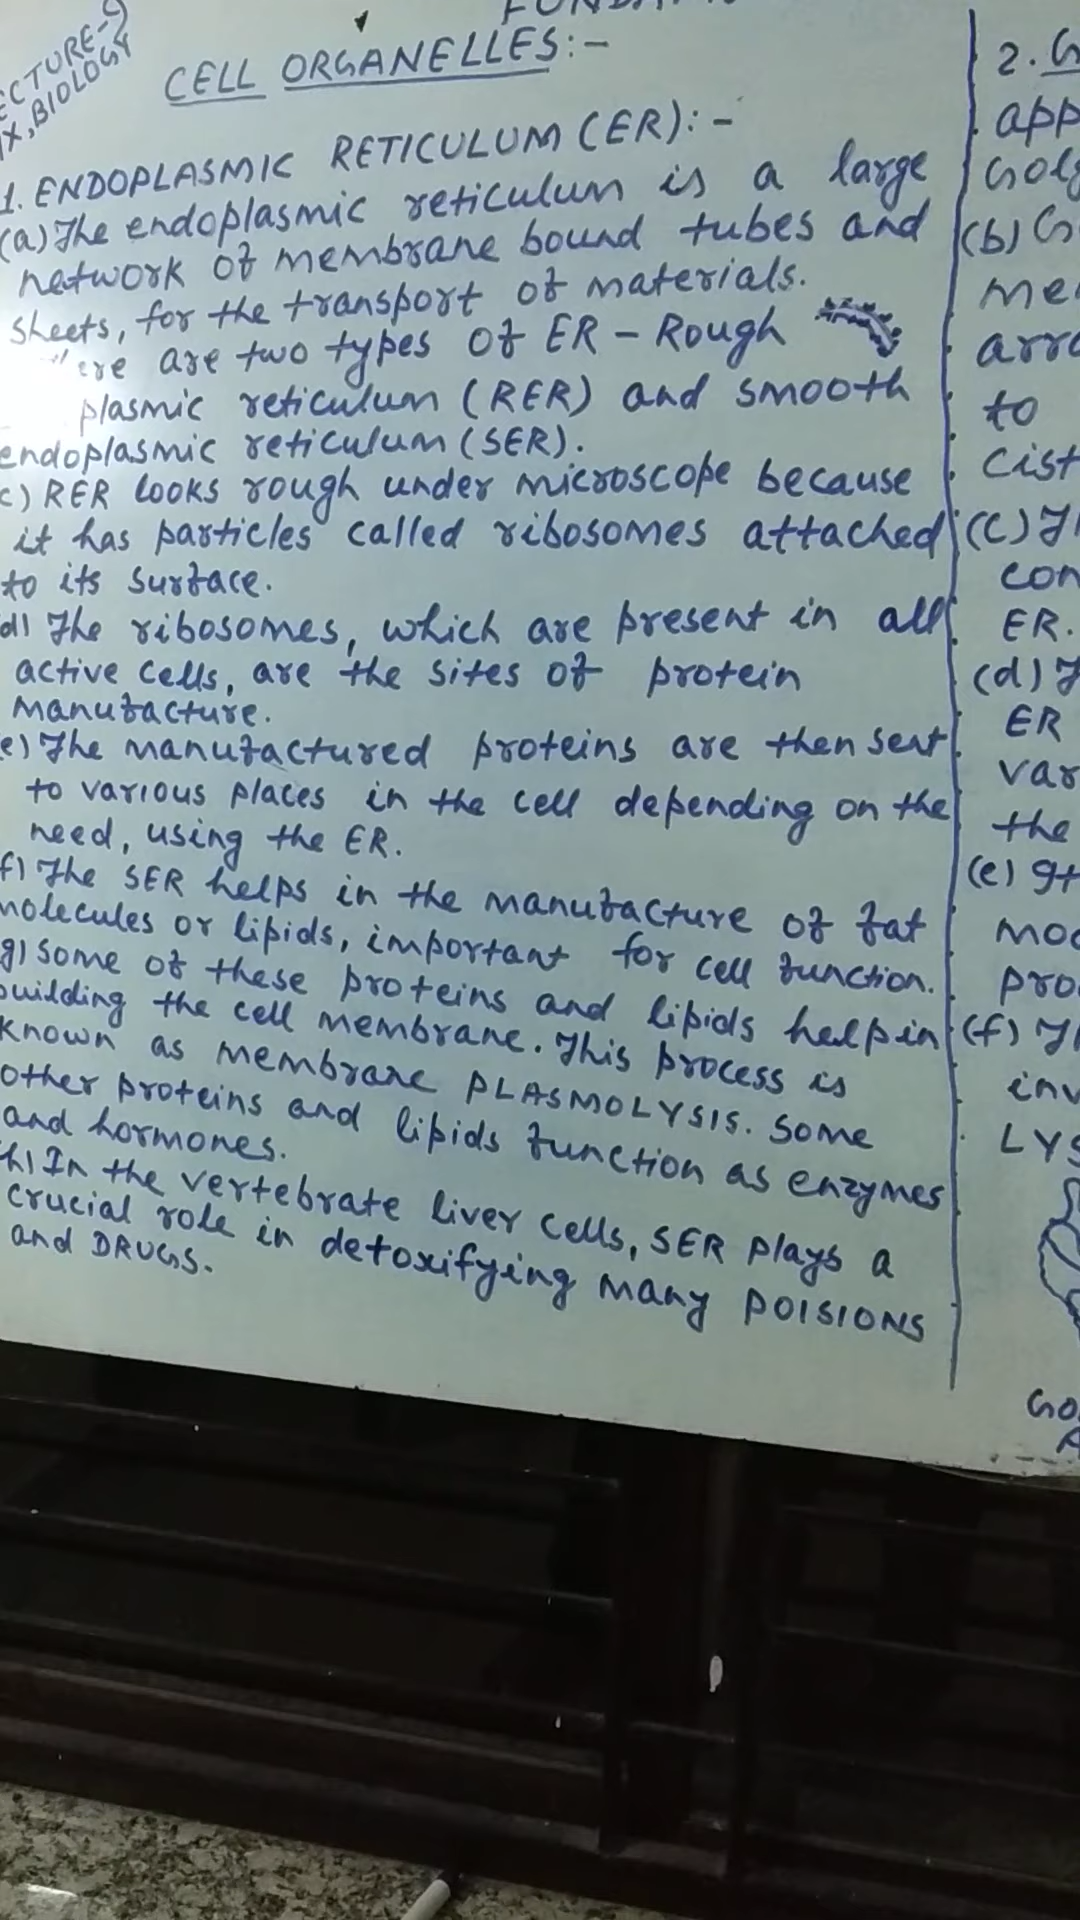 LECTURE-9
IX, BIOLOGY
CELL ORGANELLES:-
1. ENDOPLASMIC RETICULUM (ER):-
(a) The endoplasmic reticulum is a large
network of membrane bound tubes and
sheets, for the transport of materials.
are two types of ER - Rough
plasmic reticulum (RER) and smooth
endoplasmic reticulum (SER).
c) RER looks rough under microscope because
it has particles called ribosomes attached
to its surface.
d) The ribosomes, which are present in all
active cells, are the sites of protein
manufacture.
e) The manufactured proteins are then sent
to various places in the cell depending on the
need, using the ER.
f) The SER helps in the manufacture of fat
molecules or lipids, important for cell function.
g) Some of these proteins and lipids help in
building the cell membrane. This process is
known as membrane PLASMOLYSIS. Some
other proteins and lipids function as enzymes
and hormones.
h) In the vertebrate liver cells, SER plays a
crucial role in detoxifying many POISIONS
and DRUGS.
2. G
app
Golg
(b) G
me
arra
to
cist
(c) Th
con
ER.
(d) T
ER
var
the
(e) It
mod
pro
(f) Th
inv
LYS